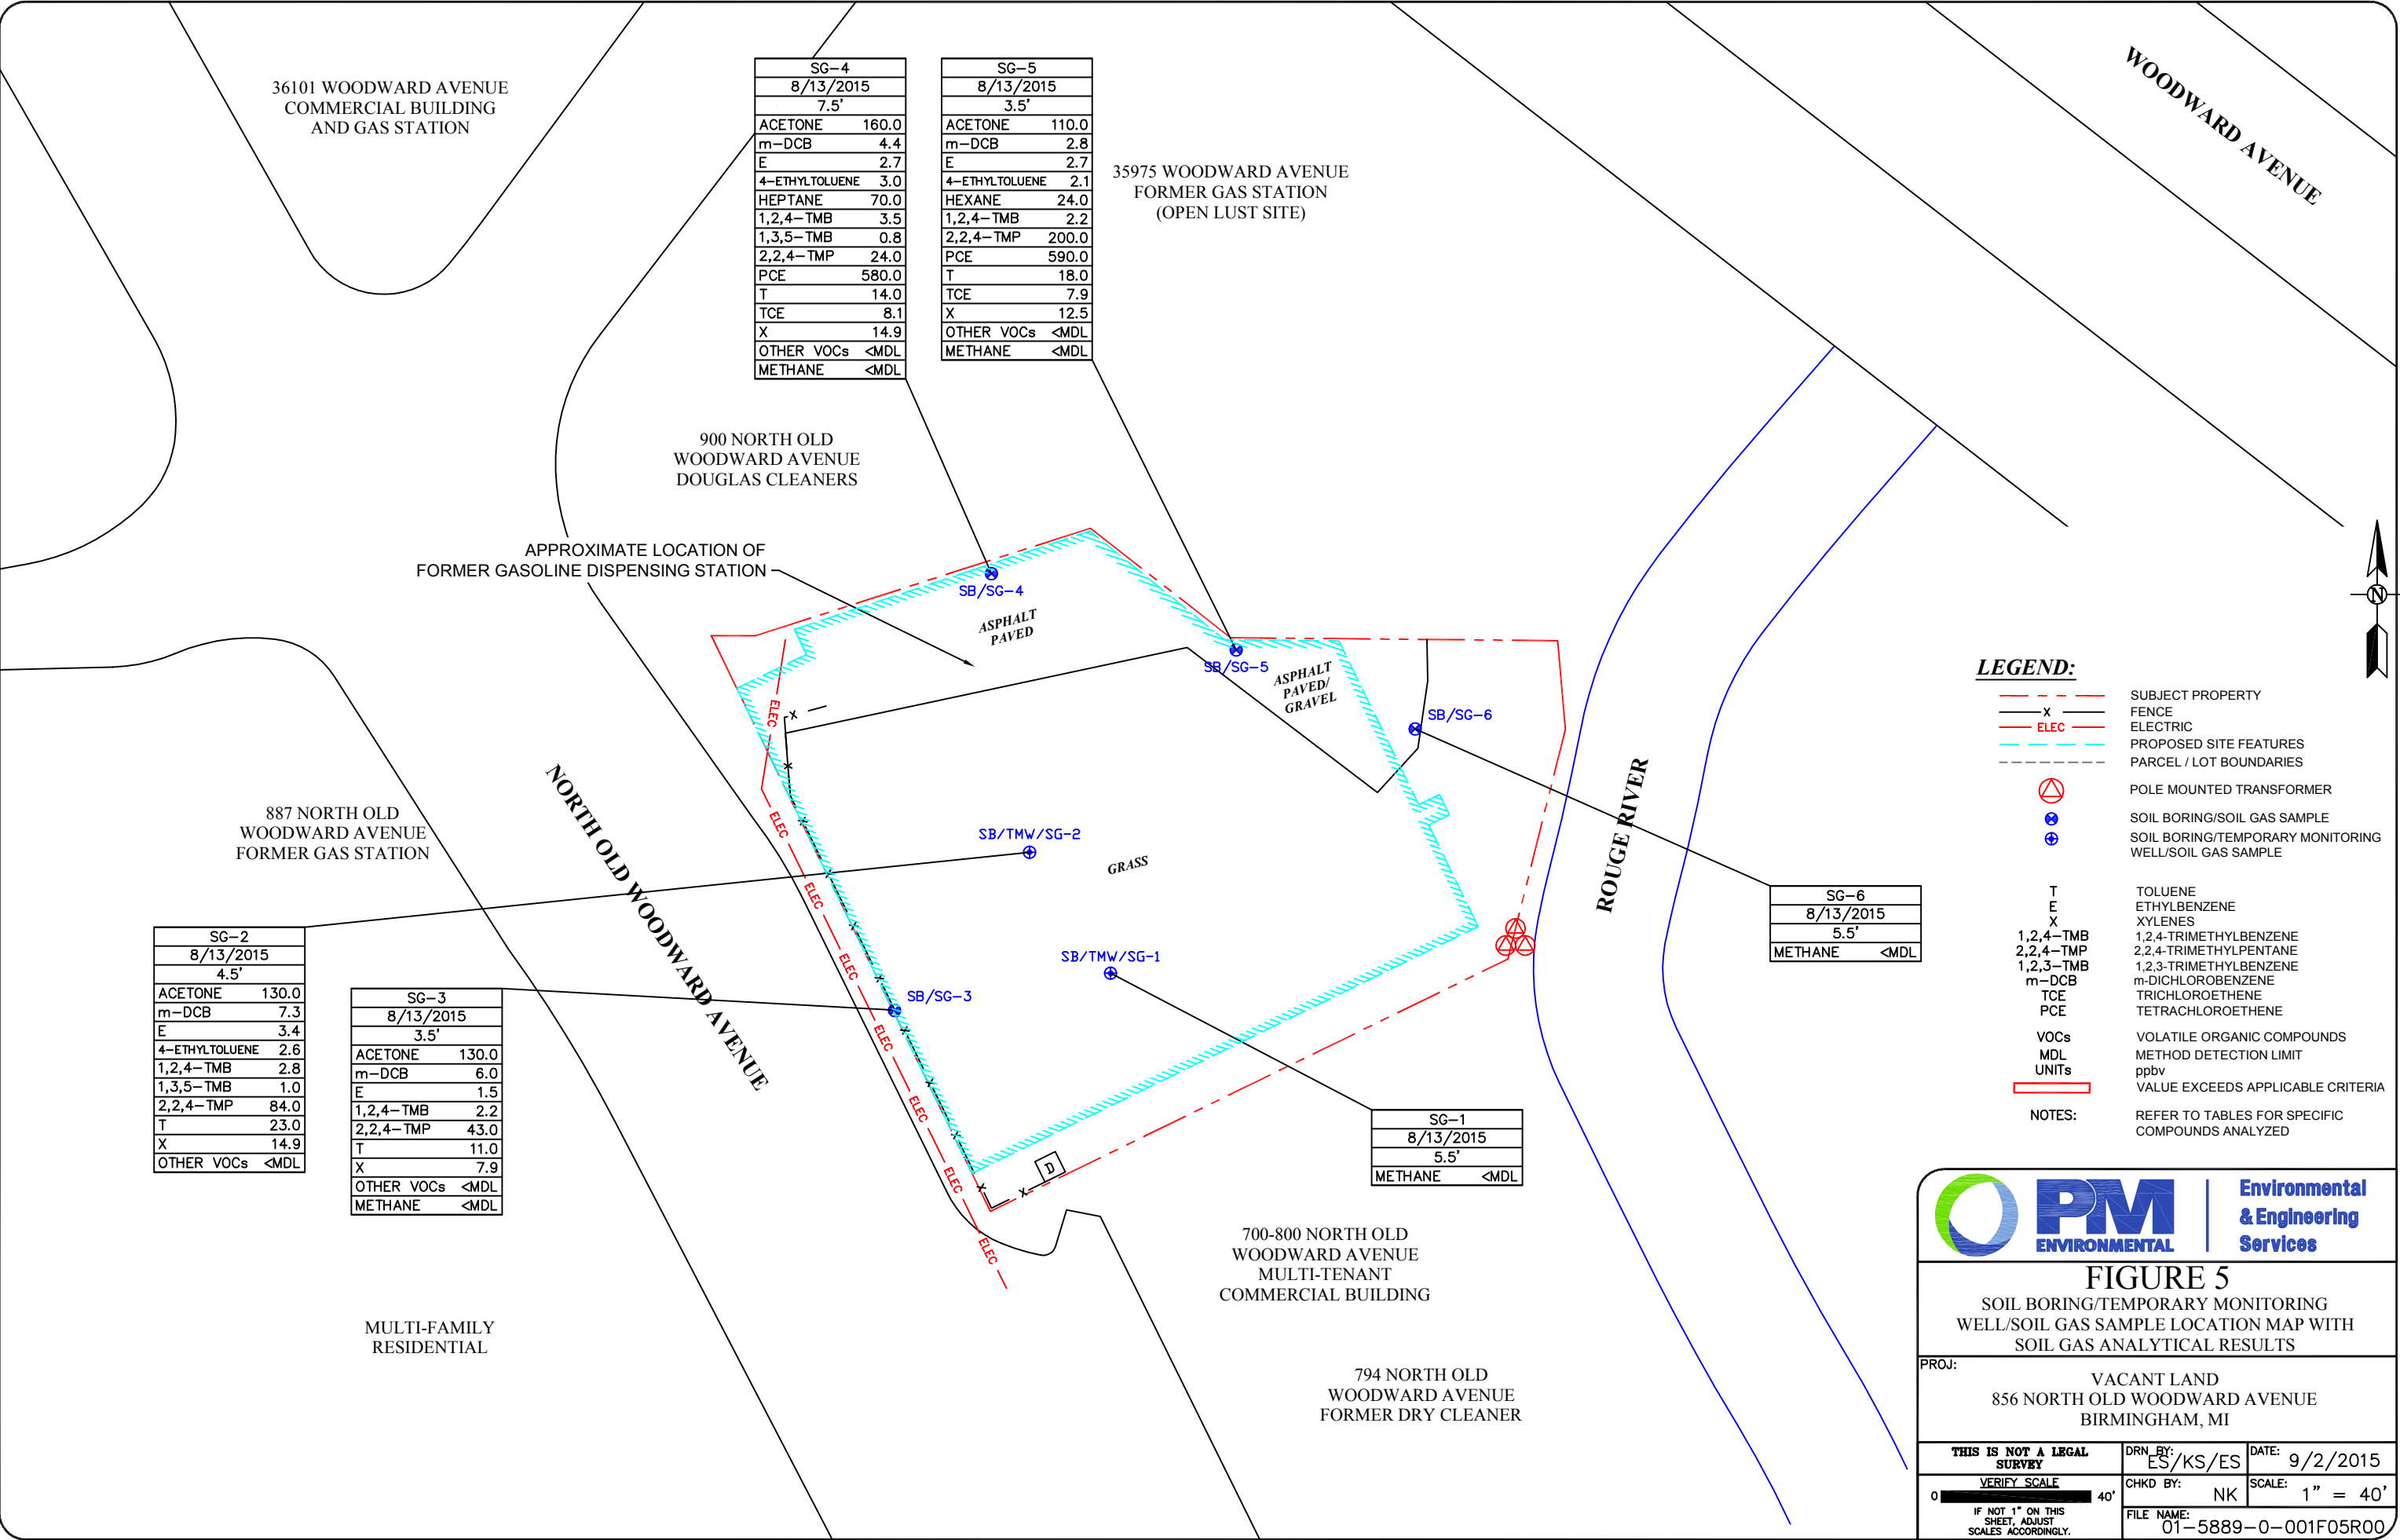 36101 WOODWARD AVENUE
COMMERCIAL BUILDING
AND GAS STATION
SG-4
8/13/2015
7.5'
ACETONE 160.0
m-DCB 4.4
E 2.7
4-ETHYLTOLUENE 3.0
HEPTANE 70.0
1,2,4-TMB 3.5
1,3,5-TMB 0.8
2,2,4-TMP 24.0
PCE 580.0
T 14.0
TCE 8.1
X 14.9
OTHER VOCs <MDL
METHANE <MDL
SG-5
8/13/2015
3.5'
ACETONE 110.0
m-DCB 2.8
E 2.7
4-ETHYLTOLUENE 2.1
HEXANE 24.0
1,2,4-TMB 2.2
2,2,4-TMP 200.0
PCE 590.0
T 18.0
TCE 7.9
X 12.5
OTHER VOCs <MDL
METHANE <MDL
35975 WOODWARD AVENUE
FORMER GAS STATION
(OPEN LUST SITE)
WOODWARD AVENUE
900 NORTH OLD
WOODWARD AVENUE
DOUGLAS CLEANERS
APPROXIMATE LOCATION OF
FORMER GASOLINE DISPENSING STATION
SB/SG-4
ASPHALT
PAVED
SB/SG-5
ASPHALT
PAVED/
GRAVEL
SB/SG-6
ELEC
X
X
887 NORTH OLD
WOODWARD AVENUE
FORMER GAS STATION
NORTH OLD WOODWARD AVENUE
SB/TMW/SG-2
GRASS
ROUGE RIVER
ELEC
X
ELEC
X
X
ELEC
X
SB/TMW/SG-1
SB/SG-3
ELEC
X
X
ELEC
X
ELEC
X
X
D
ELEC
SG-2
8/13/2015
4.5'
ACETONE 130.0
m-DCB 7.3
E 3.4
4-ETHYLTOLUENE 2.6
1,2,4-TMB 2.8
1,3,5-TMB 1.0
2,2,4-TMP 84.0
T 23.0
X 14.9
OTHER VOCs <MDL
SG-3
8/13/2015
3.5'
ACETONE 130.0
m-DCB 6.0
E 1.5
1,2,4-TMB 2.2
2,2,4-TMP 43.0
T 11.0
X 7.9
OTHER VOCs <MDL
METHANE <MDL
SG-6
8/13/2015
5.5'
METHANE <MDL
SG-1
8/13/2015
5.5'
METHANE <MDL
700-800 NORTH OLD
WOODWARD AVENUE
MULTI-TENANT
COMMERCIAL BUILDING
MULTI-FAMILY
RESIDENTIAL
794 NORTH OLD
WOODWARD AVENUE
FORMER DRY CLEANER
N
LEGEND:
SUBJECT PROPERTY
X FENCE
ELEC ELECTRIC
PROPOSED SITE FEATURES
PARCEL / LOT BOUNDARIES
POLE MOUNTED TRANSFORMER
SOIL BORING/SOIL GAS SAMPLE
SOIL BORING/TEMPORARY MONITORING
WELL/SOIL GAS SAMPLE
T TOLUENE
E ETHYLBENZENE
X XYLENES
1,2,4-TMB 1,2,4-TRIMETHYLBENZENE
2,2,4-TMP 2,2,4-TRIMETHYLPENTANE
1,2,3-TMB 1,2,3-TRIMETHYLBENZENE
m-DCB m-DICHLOROBENZENE
TCE TRICHLOROETHENE
PCE TETRACHLOROETHENE
VOCs VOLATILE ORGANIC COMPOUNDS
MDL METHOD DETECTION LIMIT
UNITs ppbv
VALUE EXCEEDS APPLICABLE CRITERIA
NOTES: REFER TO TABLES FOR SPECIFIC
COMPOUNDS ANALYZED
PM
ENVIRONMENTAL
Environmental
& Engineering
Services
FIGURE 5
SOIL BORING/TEMPORARY MONITORING
WELL/SOIL GAS SAMPLE LOCATION MAP WITH
SOIL GAS ANALYTICAL RESULTS
PROJ:
VACANT LAND
856 NORTH OLD WOODWARD AVENUE
BIRMINGHAM, MI
THIS IS NOT A LEGAL
SURVEY
DRN BY: ES/KS/ES
DATE: 9/2/2015
VERIFY SCALE
0 40'
IF NOT 1" ON THIS
SHEET, ADJUST
SCALES ACCORDINGLY.
CHKD BY: NK
SCALE: 1" = 40'
FILE NAME: 01-5889-0-001F05R00